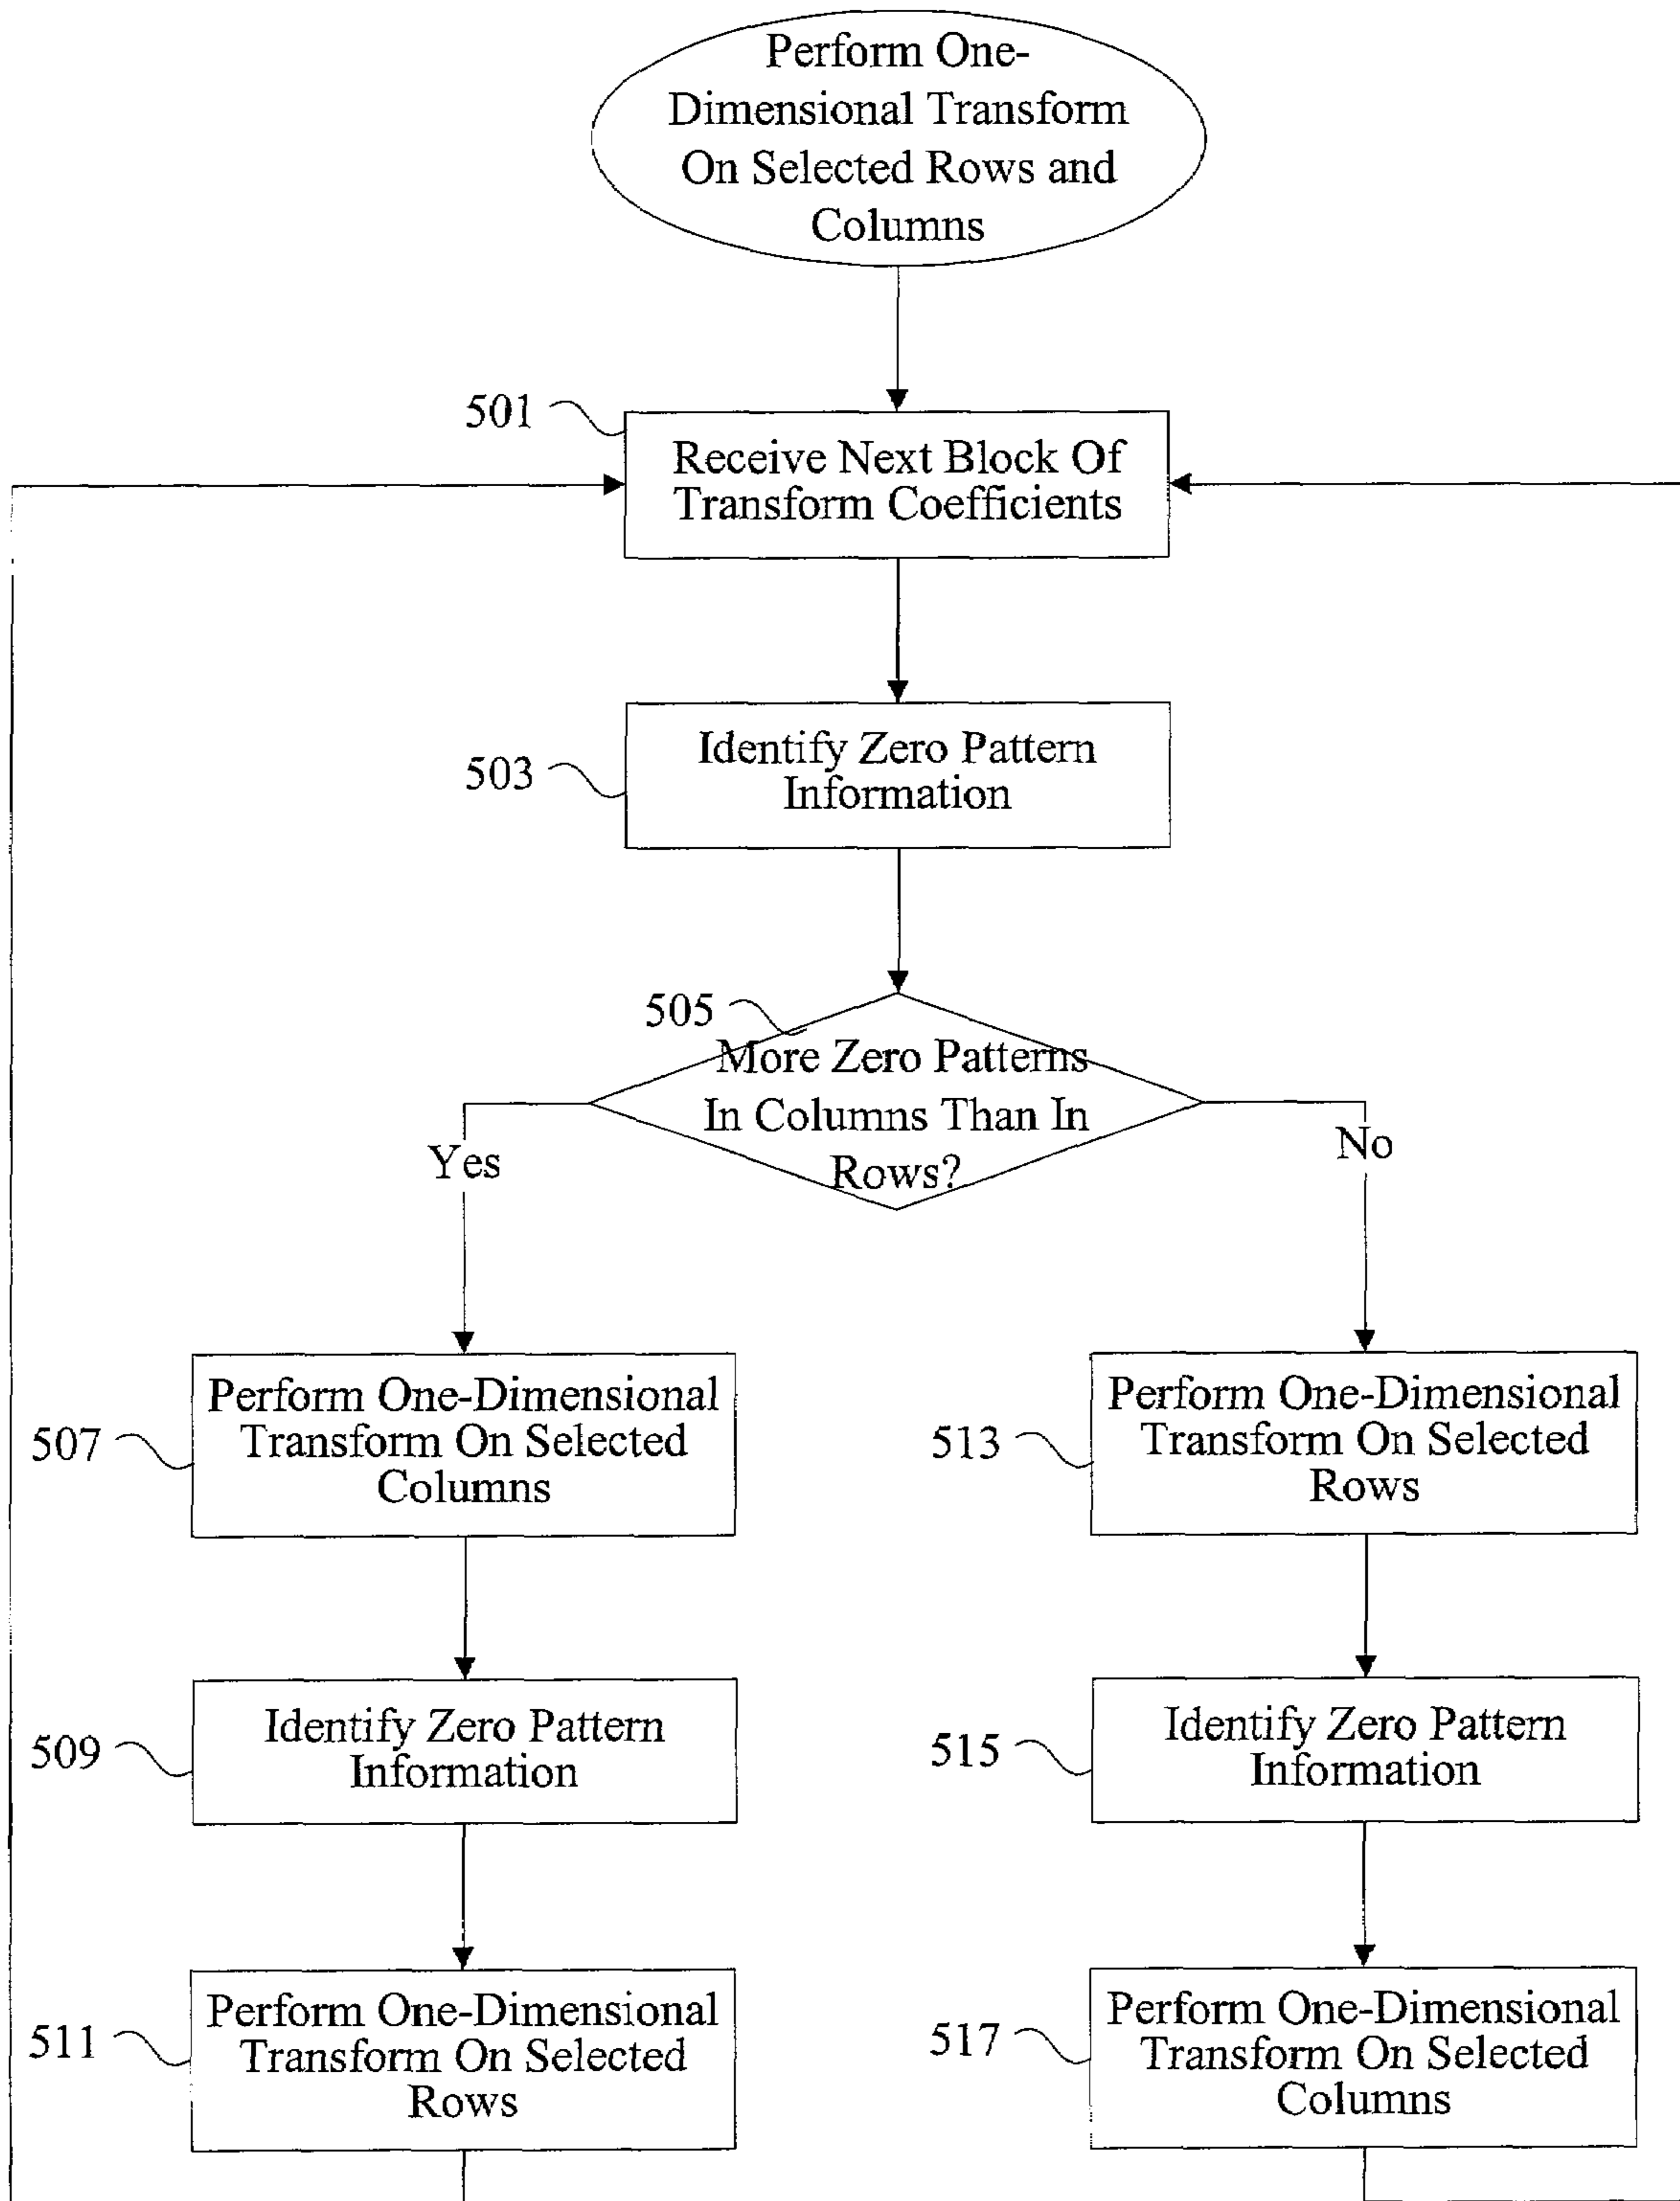 Perform One-
Dimensional Transform
On Selected Rows and
Columns
501
Receive Next Block Of
Transform Coefficients
503
Identify Zero Pattern
Information
505
More Zero Patterns
In Columns Than In
Rows?
Yes
No
507
Perform One-Dimensional
Transform On Selected
Columns
513
Perform One-Dimensional
Transform On Selected
Rows
509
Identify Zero Pattern
Information
515
Identify Zero Pattern
Information
511
Perform One-Dimensional
Transform On Selected
Rows
517
Perform One-Dimensional
Transform On Selected
Columns